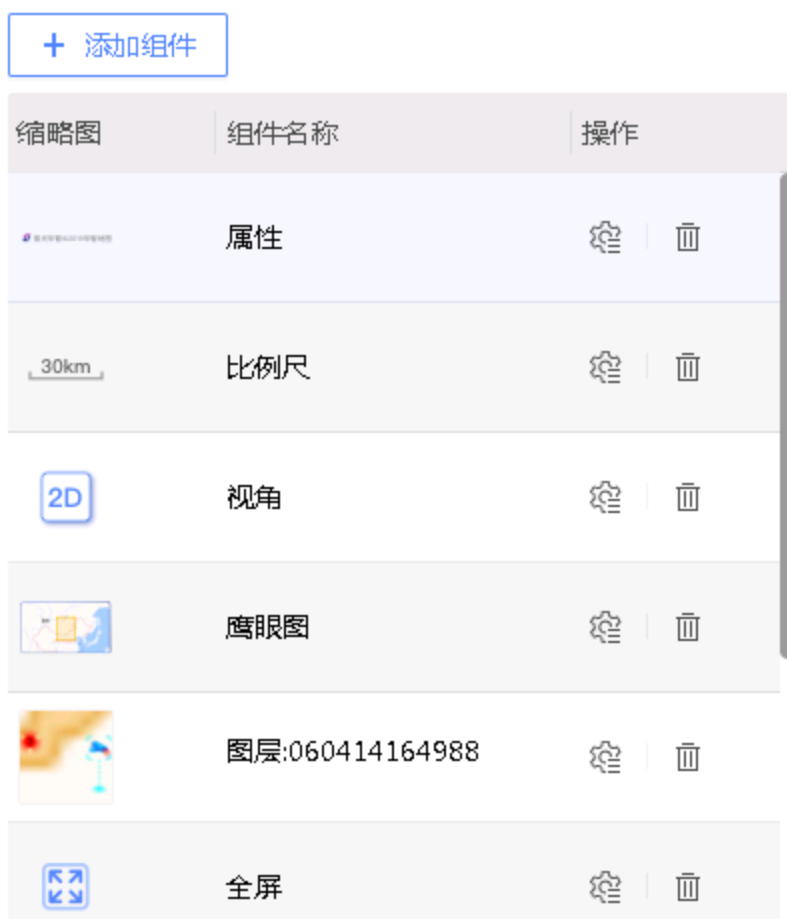 + 添加组件
缩略图 组件名称 操作
属性
30km 比例尺
2D 视角
鹰眼图
图层:060414164988
全屏